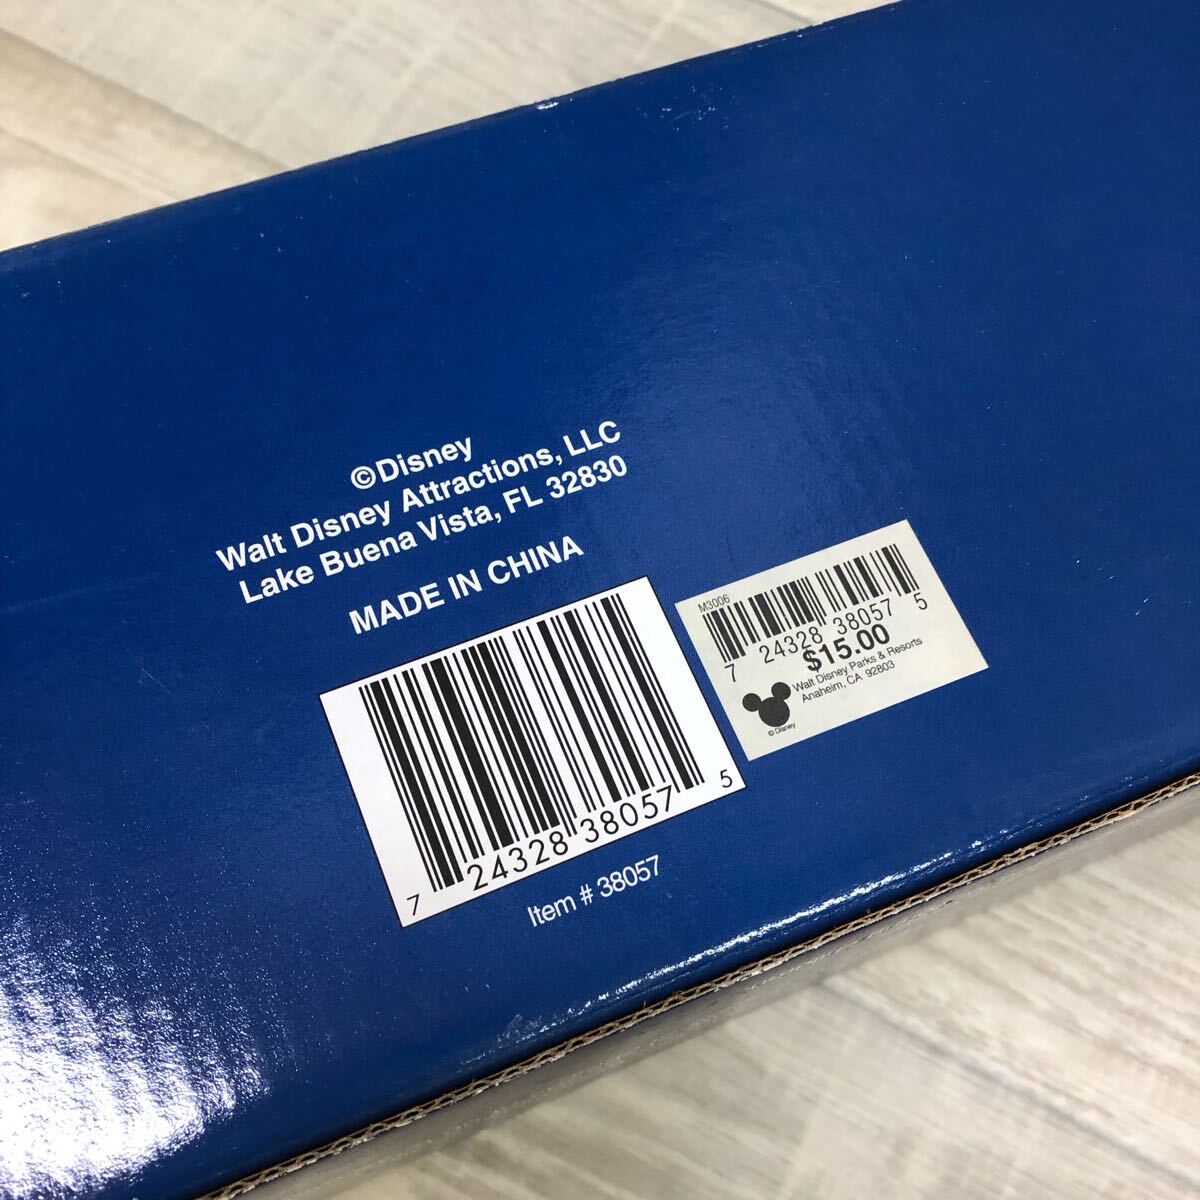 ©Disney
Walt Disney Attractions, LLC
Lake Buena Vista, FL 32830
MADE IN CHINA
7 24328 38057 5
Item # 38057
M3006
7 24328 38057 5
$15.00
Walt Disney Parks & Resorts
Anaheim, CA 92803
© Disney